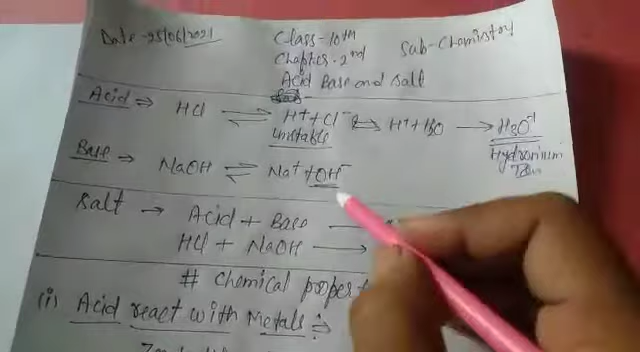 Date-25/06/2021 Class-10th Sub-Chemistry
Chapter-2nd
Acid Base and Salt
Acid ⇒ HCl ⇌ H⁺+Cl⁻ ⇌ H⁺+H₂O → H₃O⁺
unstable Hydronium
Ion
Base → NaOH ⇌ Na⁺+OH⁻
Salt → Acid + Base →
HCl + NaOH →
# Chemical proper
(i) Acid react with Metals ⇒